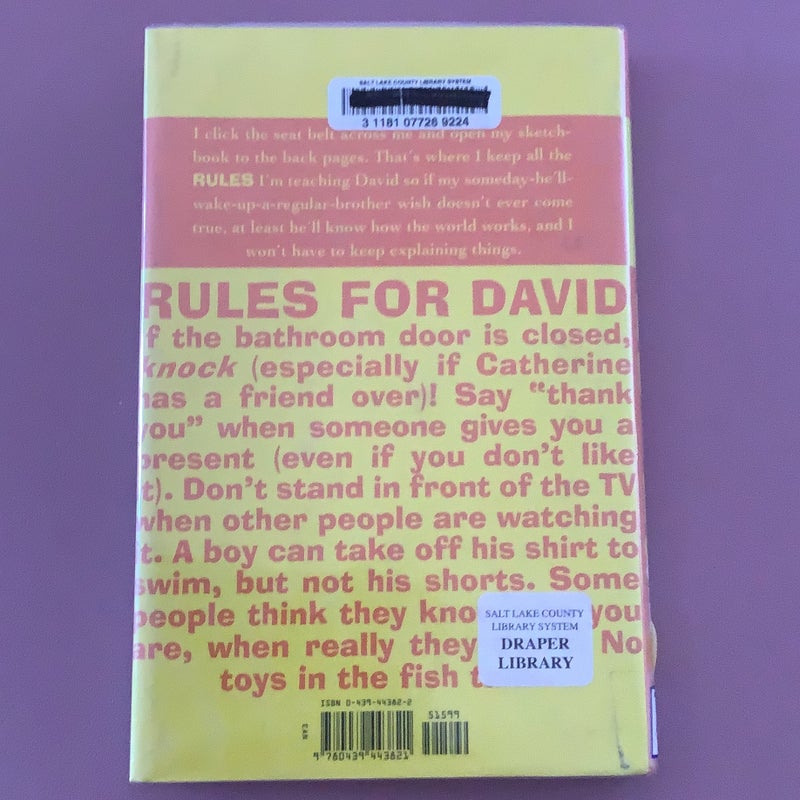 SALT LAKE COUNTY LIBRARY SYSTEM
3 1181 07728 9224
I click the seat belt across me and open my sketch-
book to the back pages. That's where I keep all the
RULES I'm teaching David so if my someday-he'll-
wake-up-a-regular-brother wish doesn't ever come
true, at least he'll know how the world works, and I
won't have to keep explaining things.
RULES FOR DAVID
f the bathroom door is closed,
knock (especially if Catherine
has a friend over)! Say “thank
you” when someone gives you a
present (even if you don't like
t). Don't stand in front of the TV
when other people are watching
t. A boy can take off his shirt to
swim, but not his shorts. Some
people think they kno you
are, when really they No
toys in the fish t
SALT LAKE COUNTY
LIBRARY SYSTEM
DRAPER
LIBRARY
ISBN 0-439-44382-2
51599
EAN
9 780439 443821